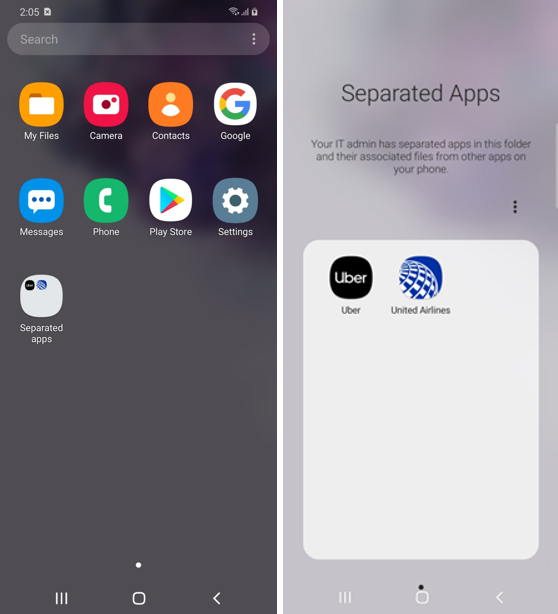 2:05
Search
My Files
Camera
Contacts
Google
Messages
Phone
Play Store
Settings
Uber
Separated
apps
Separated Apps
Your IT admin has separated apps in this folder
and their associated files from other apps on
your phone.
Uber
Uber
United Airlines